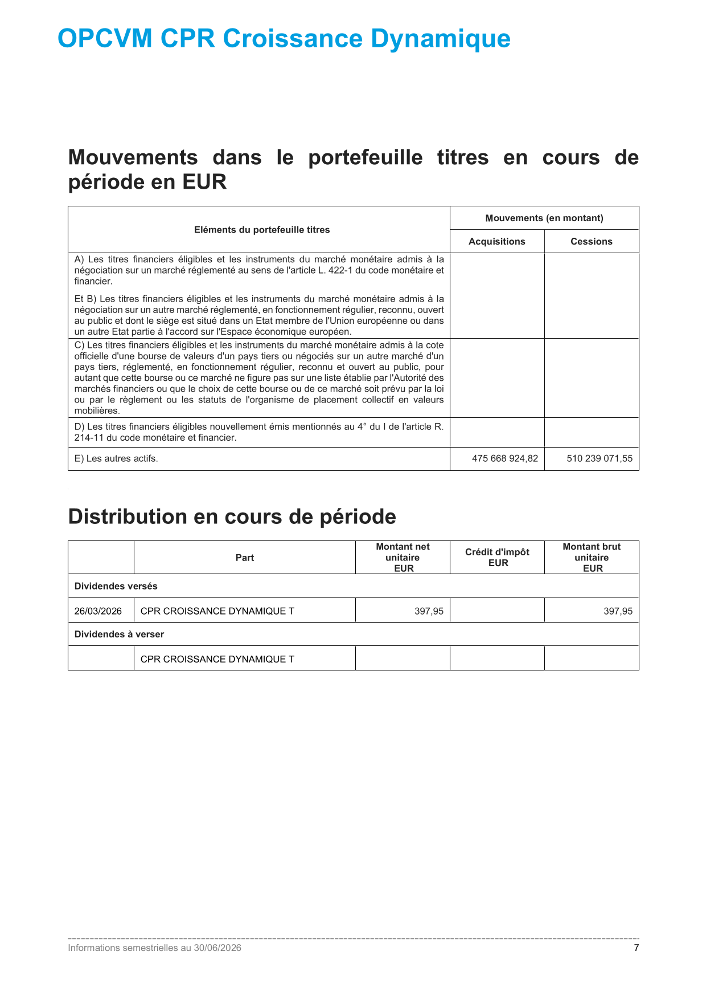 OPCVM CPR Croissance Dynamique
Mouvements dans le portefeuille titres en cours de
période en EUR
Eléments du portefeuille titres
Mouvements (en montant)
Acquisitions
Cessions
A) Les titres financiers éligibles et les instruments du marché monétaire admis à la
négociation sur un marché réglementé au sens de l'article L. 422-1 du code monétaire et
financier.
Et B) Les titres financiers éligibles et les instruments du marché monétaire admis à la
négociation sur un autre marché réglementé, en fonctionnement régulier, reconnu, ouvert
au public et dont le siège est situé dans un Etat membre de l'Union européenne ou dans
un autre Etat partie à l'accord sur l'Espace économique européen.
C) Les titres financiers éligibles et les instruments du marché monétaire admis à la cote
officielle d'une bourse de valeurs d'un pays tiers ou négociés sur un autre marché d'un
pays tiers, réglementé, en fonctionnement régulier, reconnu et ouvert au public, pour
autant que cette bourse ou ce marché ne figure pas sur une liste établie par l'Autorité des
marchés financiers ou que le choix de cette bourse ou de ce marché soit prévu par la loi
ou par le règlement ou les statuts de l'organisme de placement collectif en valeurs
mobilières.
D) Les titres financiers éligibles nouvellement émis mentionnés au 4° du I de l'article R.
214-11 du code monétaire et financier.
E) Les autres actifs. 475 668 924,82 510 239 071,55
Distribution en cours de période
Part
Montant net
unitaire
EUR
Crédit d'impôt
EUR
Montant brut
unitaire
EUR
Dividendes versés
26/03/2026 CPR CROISSANCE DYNAMIQUE T 397,95 397,95
Dividendes à verser
CPR CROISSANCE DYNAMIQUE T
Informations semestrielles au 30/06/2026 7